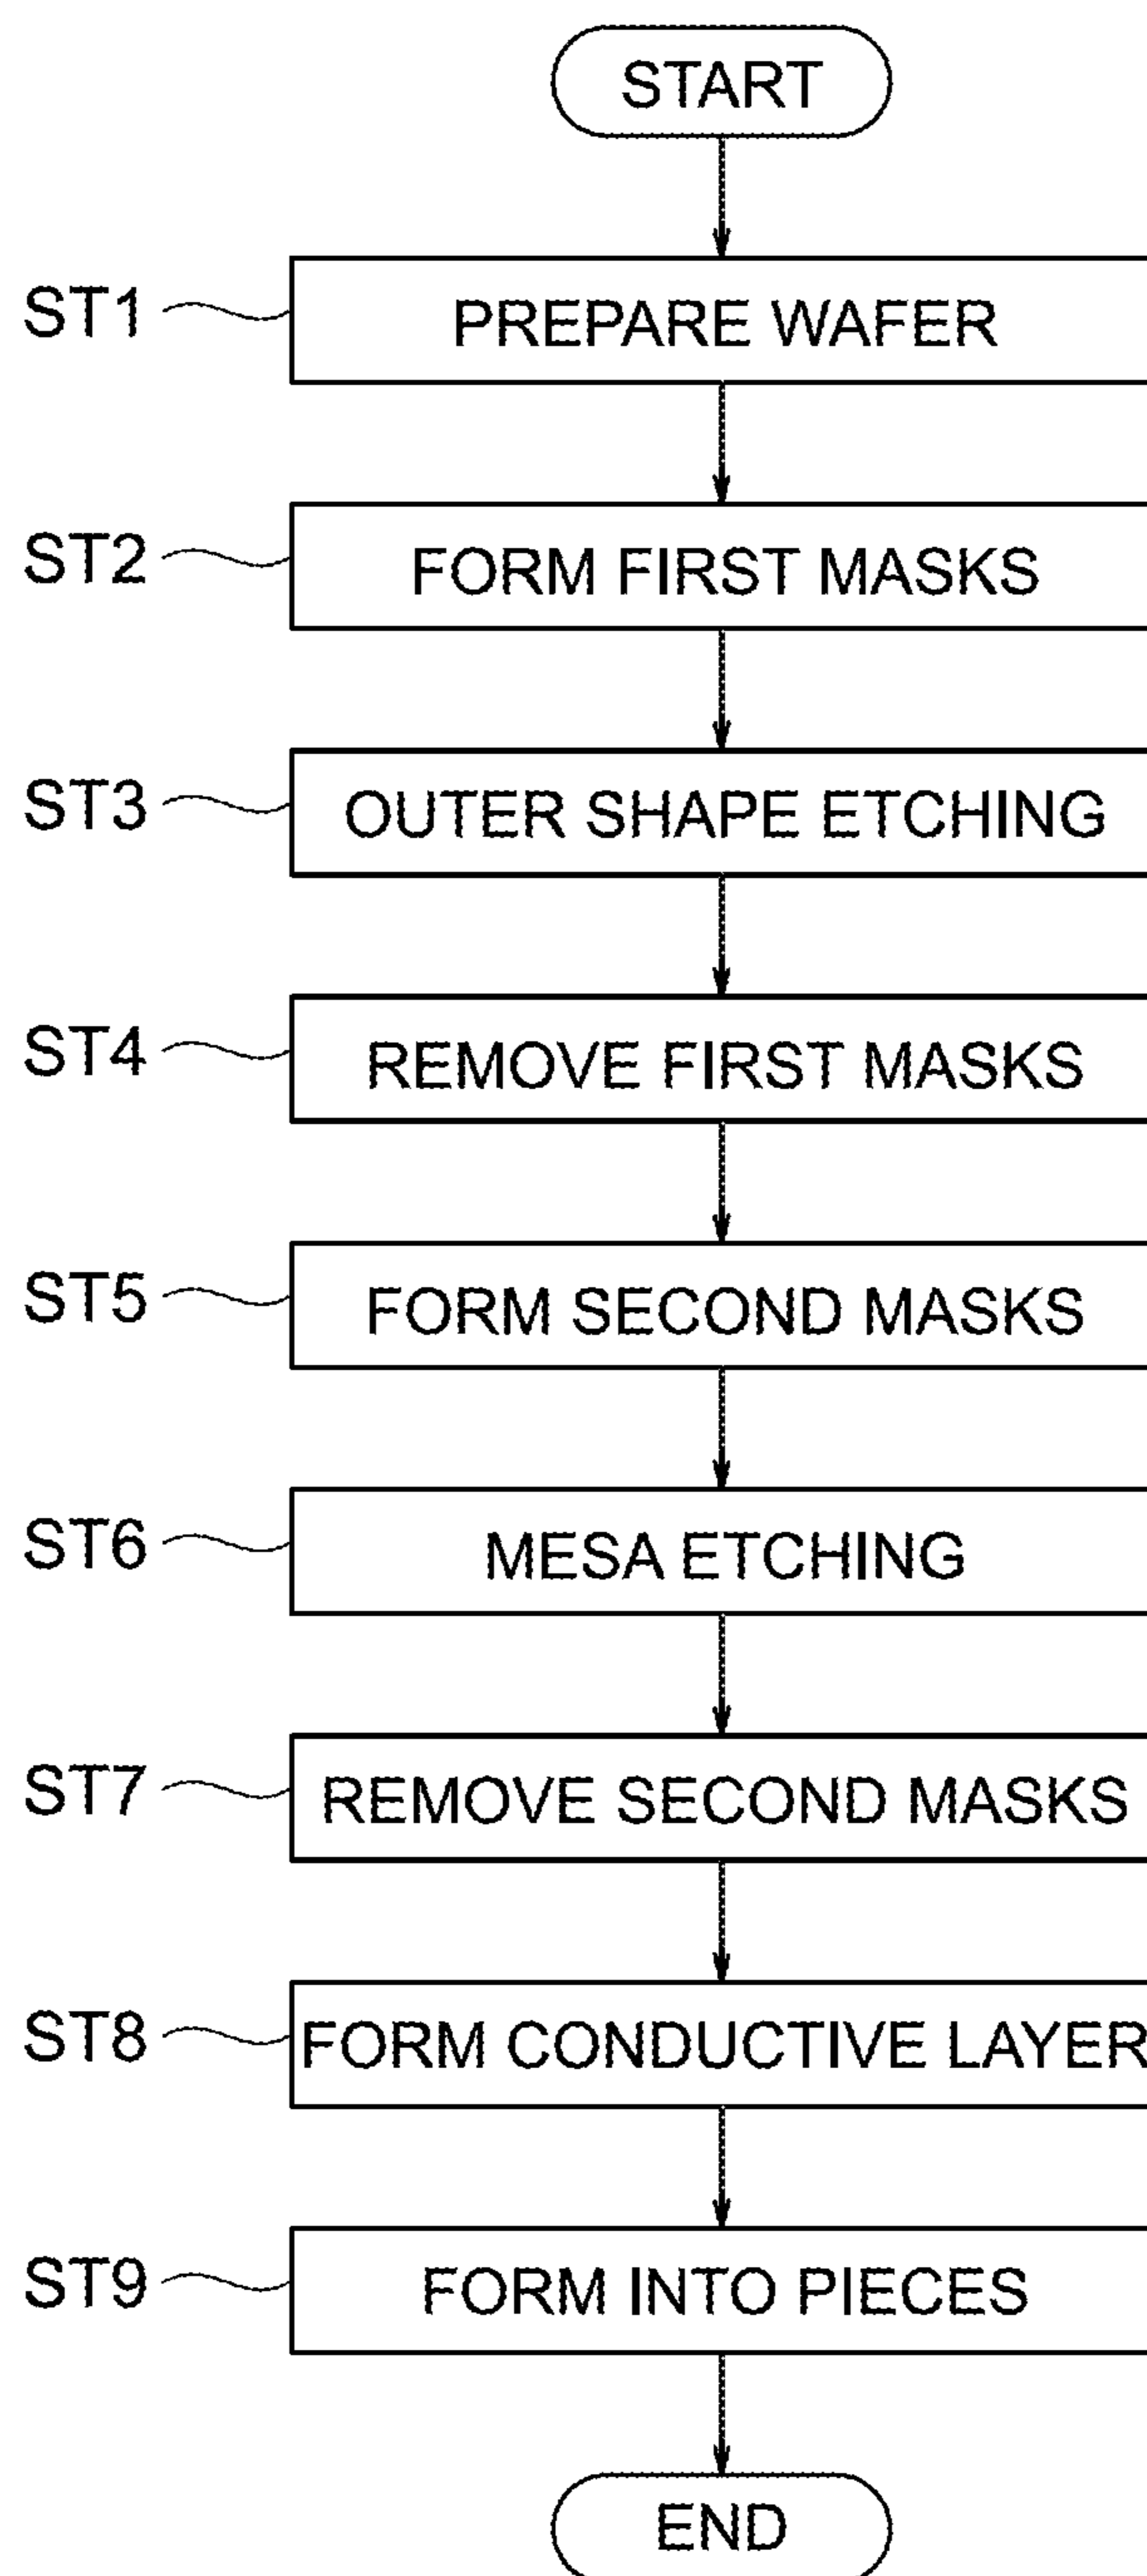 START
ST1 PREPARE WAFER
ST2 FORM FIRST MASKS
ST3 OUTER SHAPE ETCHING
ST4 REMOVE FIRST MASKS
ST5 FORM SECOND MASKS
ST6 MESA ETCHING
ST7 REMOVE SECOND MASKS
ST8 FORM CONDUCTIVE LAYER
ST9 FORM INTO PIECES
END